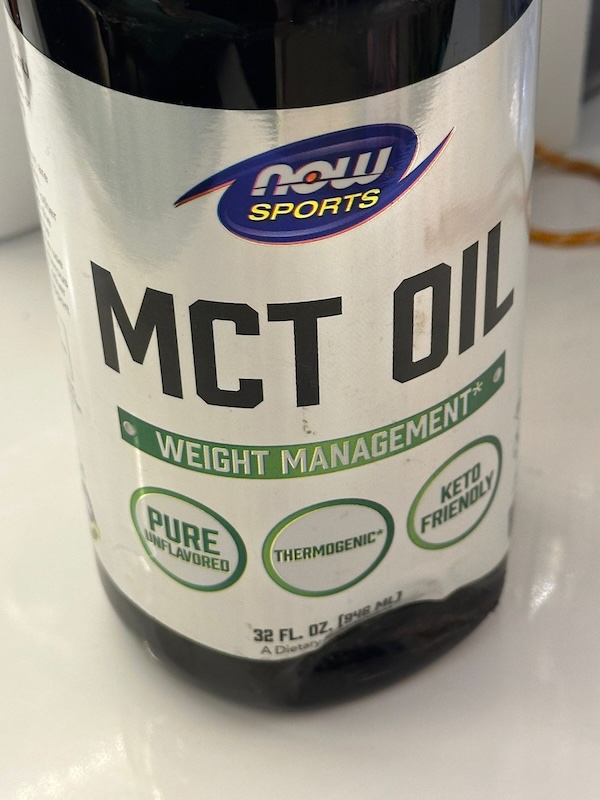 now
SPORTS
MCT OIL
WEIGHT MANAGEMENT*
PURE
UNFLAVORED
THERMOGENIC*
KETO
FRIENDLY
32 FL. OZ. (946 ML)
A Dietary